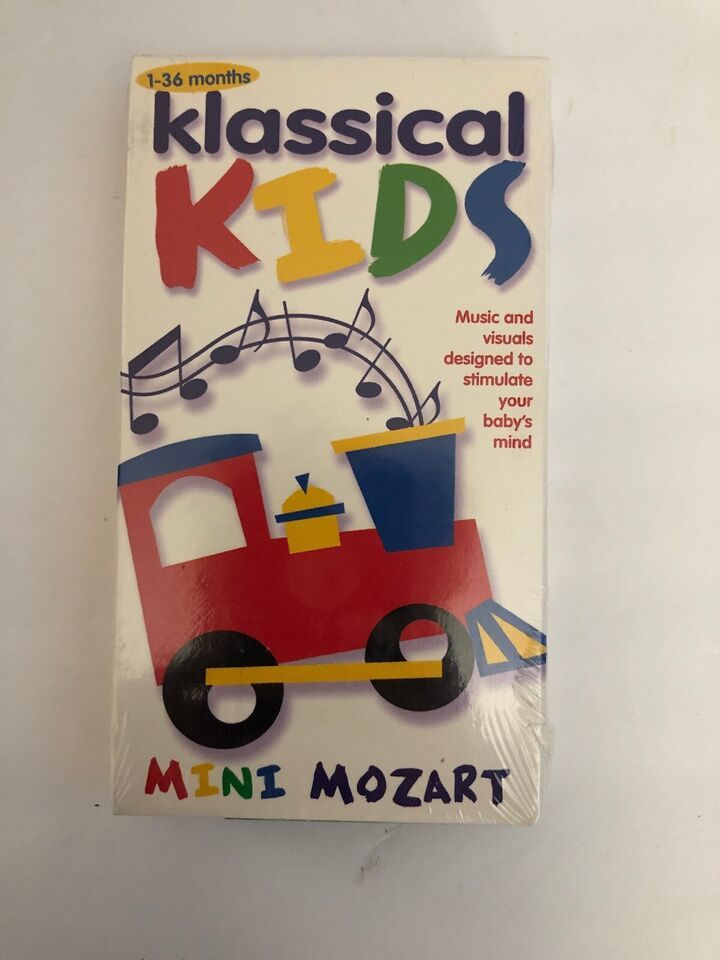 1-36 months
klassical
KIDS
Music and
visuals
designed to
stimulate
your
baby's
mind
MINI MOZART